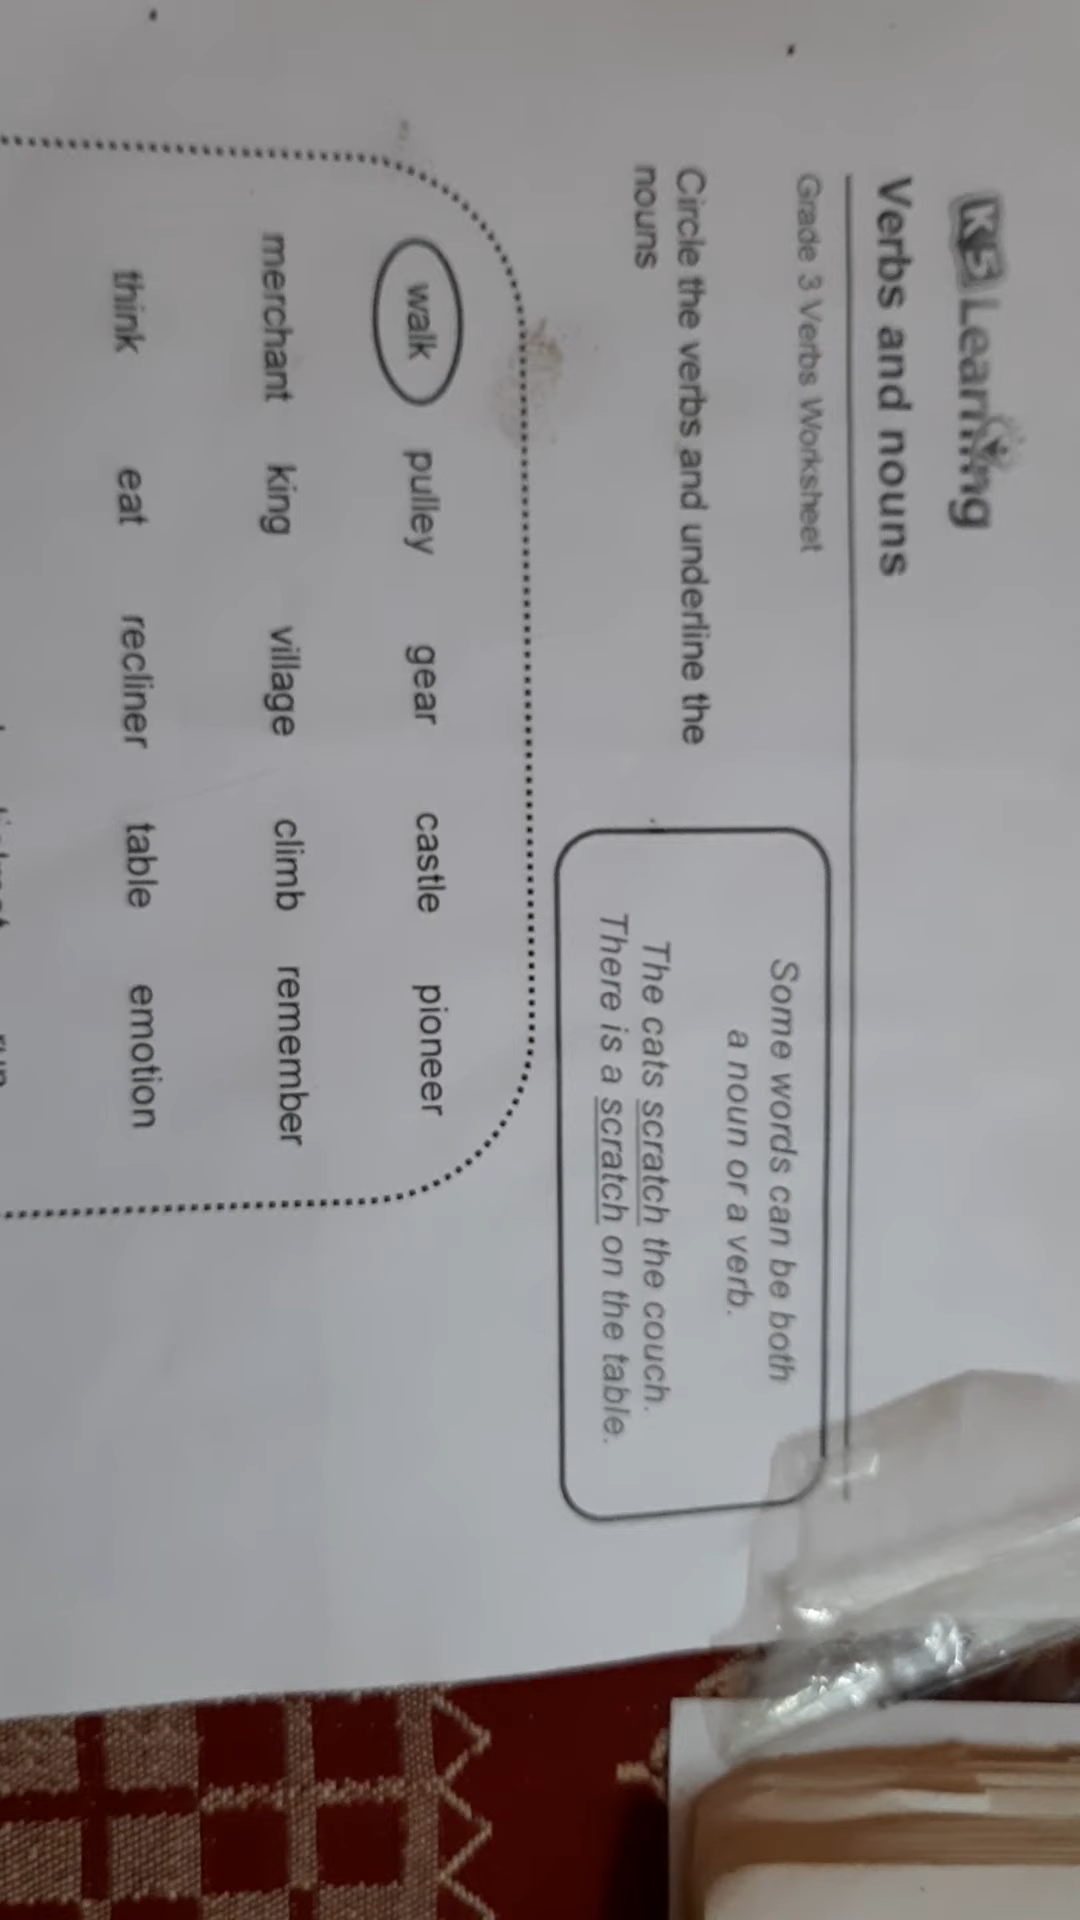 K5 Learning
Verbs and nouns
Grade 3 Verbs Worksheet
Circle the verbs and underline the
nouns
Some words can be both
a noun or a verb.
The cats scratch the couch.
There is a scratch on the table.
walk pulley gear castle pioneer
merchant king village climb remember
think eat recliner table emotion